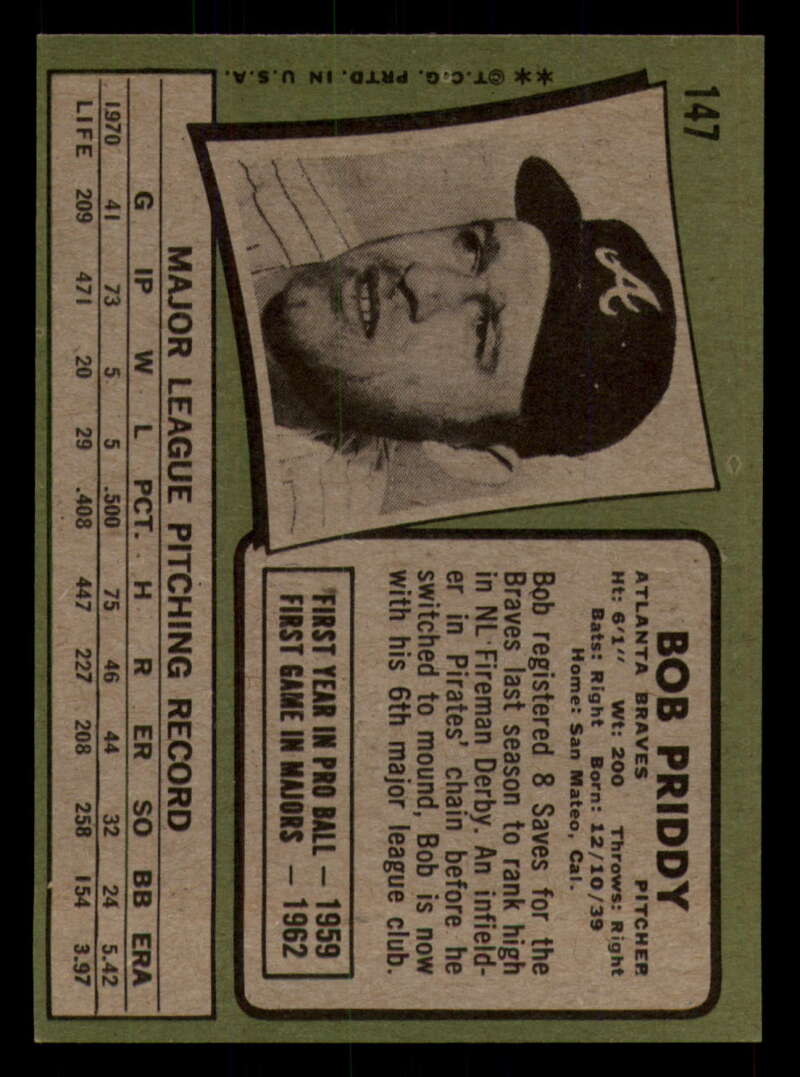 147
**©T.C.G. PRTD. IN U.S.A.
A
BOB PRIDDY
ATLANTA BRAVES PITCHER
Ht: 6'1" Wt: 200 Throws: Right
Bats: Right Born: 12/10/39
Home: San Mateo, Cal.
Bob registered 8 Saves for the
Braves last season to rank high
in NL Fireman Derby. An infield-
er in Pirates' chain before he
switched to mound, Bob is now
with his 6th major league club.
FIRST YEAR IN PRO BALL — 1959
FIRST GAME IN MAJORS — 1962
MAJOR LEAGUE PITCHING RECORD
G IP W L PCT. H R ER SO BB ERA
1970 41 73 5 5 .500 75 46 44 32 24 5.42
LIFE 209 471 20 29 .408 447 227 208 258 154 3.97